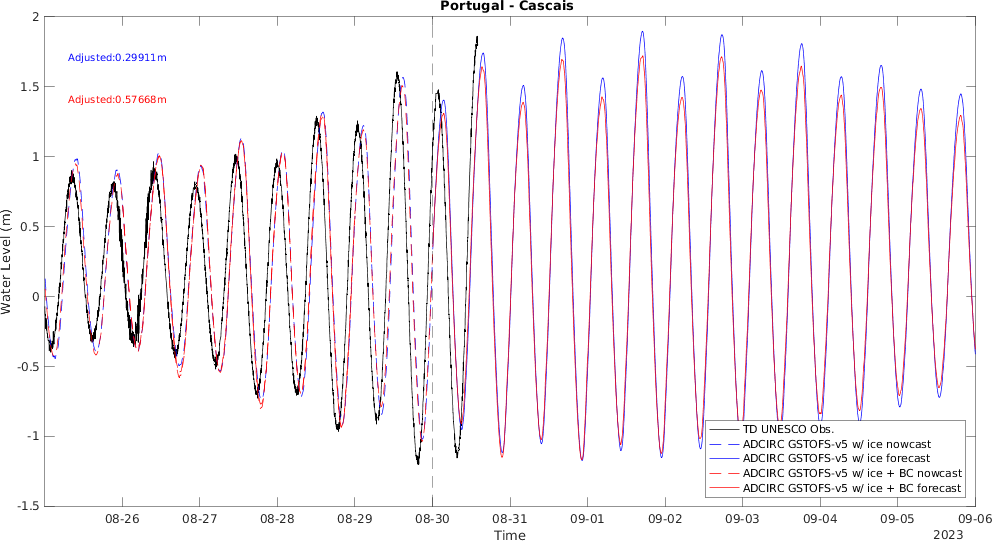 Portugal - Cascais
2
1.5
1
0.5
0
-0.5
-1
-1.5
Water Level (m)
Adjusted:0.29911m
Adjusted:0.57668m
TD UNESCO Obs.
ADCIRC GSTOFS-v5 w/ ice nowcast
ADCIRC GSTOFS-v5 w/ ice forecast
ADCIRC GSTOFS-v5 w/ ice + BC nowcast
ADCIRC GSTOFS-v5 w/ ice + BC forecast
08-26 08-27 08-28 08-29 08-30 08-31 09-01 09-02 09-03 09-04 09-05 09-06
Time
2023